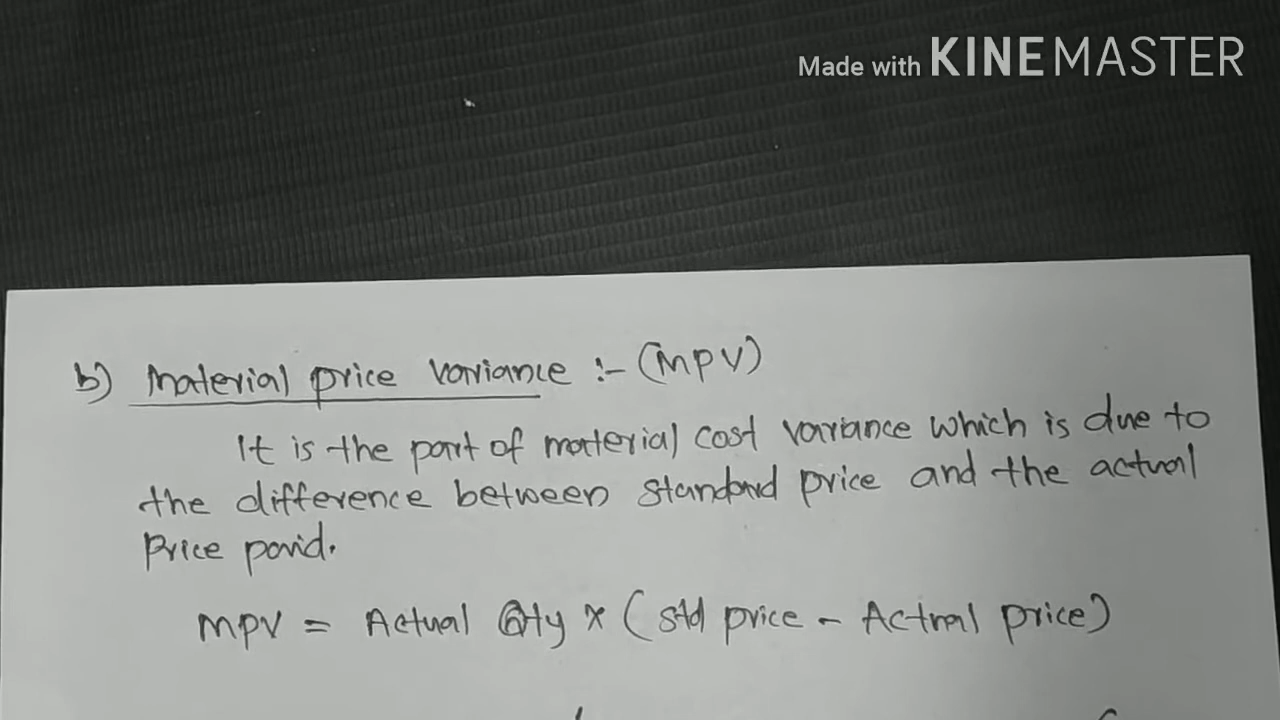 Made with KINEMASTER
b) Material price variance :- (MPV)
It is the part of material cost variance which is due to
the difference between standard price and the actual
Price paid.
MPV = Actual Qty × (std price - Actual price)